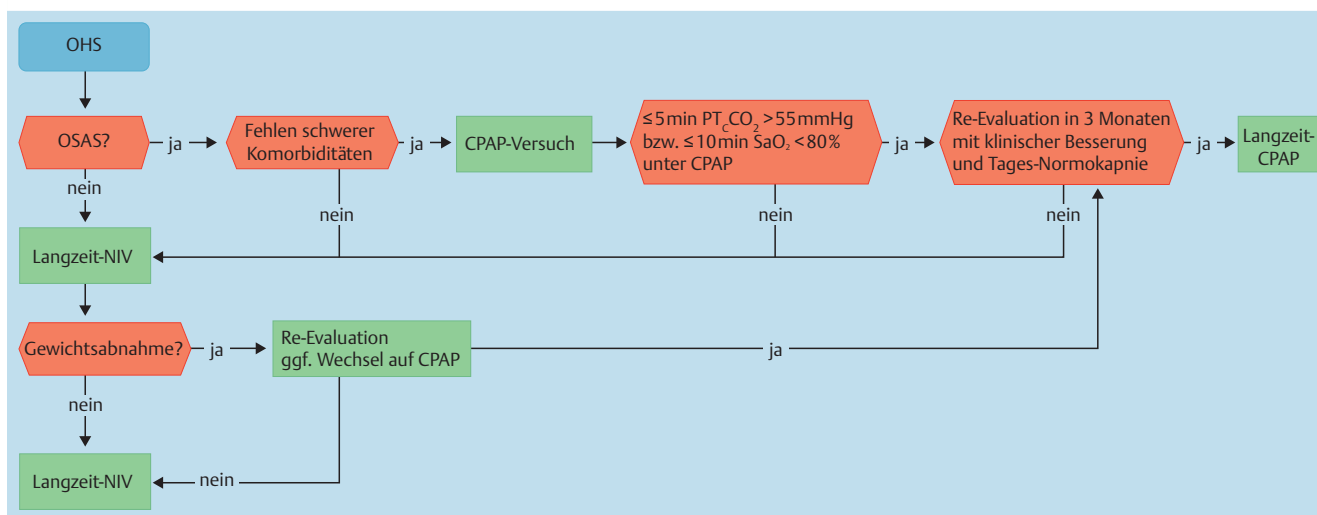 OHS
OSAS?
ja
Fehlen schwerer
Komorbiditäten
ja
CPAP-Versuch
≤5 min PTCCO2 >55 mmHg
bzw. ≤10 min SaO2 <80%
unter CPAP
ja
Re-Evaluation in 3 Monaten
mit klinischer Besserung
und Tages-Normokapnie
ja
Langzeit-
CPAP
nein
nein
nein
nein
Langzeit-NIV
Gewichtsabnahme?
ja
Re-Evaluation
ggf. Wechsel auf CPAP
ja
nein
Langzeit-NIV
nein